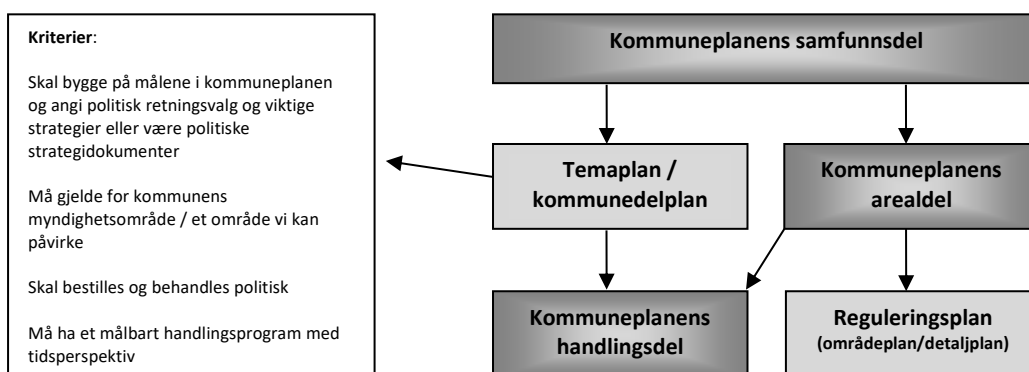 Kriterier:
Skal bygge på målene i kommuneplanen
og angi politisk retningsvalg og viktige
strategier eller være politiske
strategidokumenter
Må gjelde for kommunens
myndighetsområde / et område vi kan
påvirke
Skal bestilles og behandles politisk
Må ha et målbart handlingsprogram med
tidsperspektiv
Kommuneplanens samfunnsdel
Temaplan /
kommunedelplan
Kommuneplanens
arealdel
Kommuneplanens
handlingsdel
Reguleringsplan
(områdeplan/detaljplan)